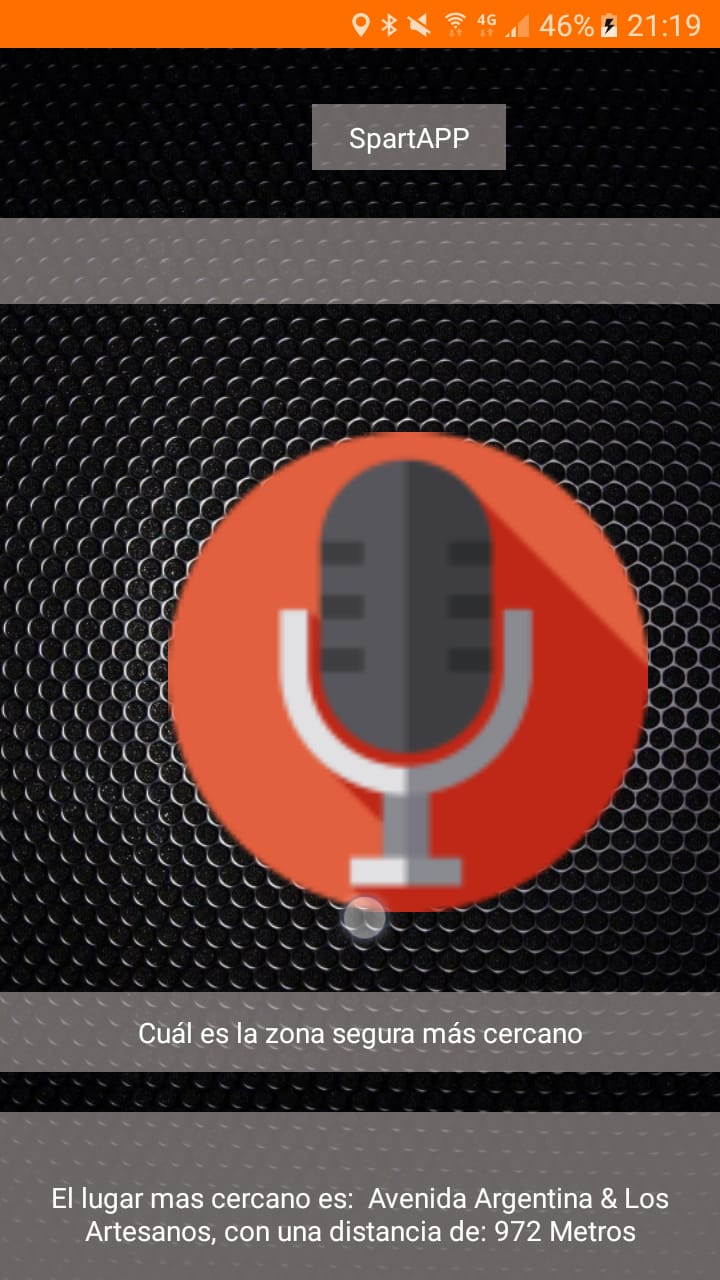 4G 46% 21:19
SpartAPP
Cuál es la zona segura más cercano
El lugar mas cercano es:  Avenida Argentina & Los
Artesanos, con una distancia de: 972 Metros